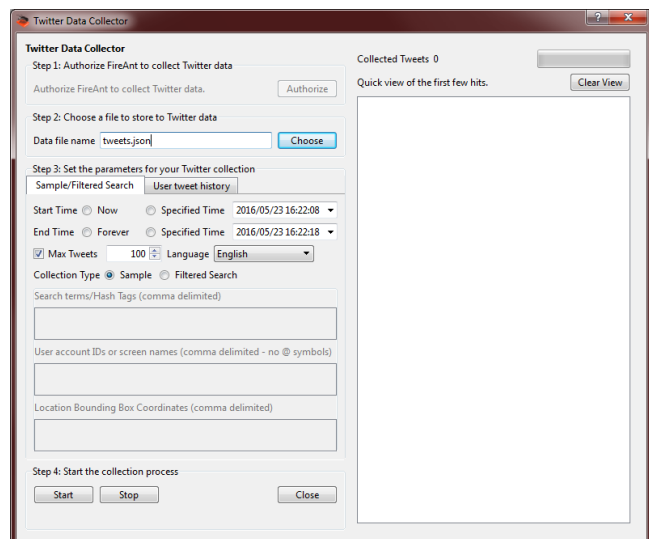 Twitter Data Collector
Twitter Data Collector
Step 1: Authorize FireAnt to collect Twitter data
Authorize FireAnt to collect Twitter data. Authorize
Step 2: Choose a file to store to Twitter data
Data file name tweets.json Choose
Step 3: Set the parameters for your Twitter collection
Sample/Filtered Search User tweet history
Start Time Now Specified Time 2016/05/23 16:22:08
End Time Forever Specified Time 2016/05/23 16:22:18
Max Tweets 100 Language English
Collection Type Sample Filtered Search
Search terms/Hash Tags (comma delimited)
User account IDs or screen names (comma delimited - no @ symbols)
Location Bounding Box Coordinates (comma delimited)
Step 4: Start the collection process
Start Stop Close
Collected Tweets 0
Quick view of the first few hits. Clear View